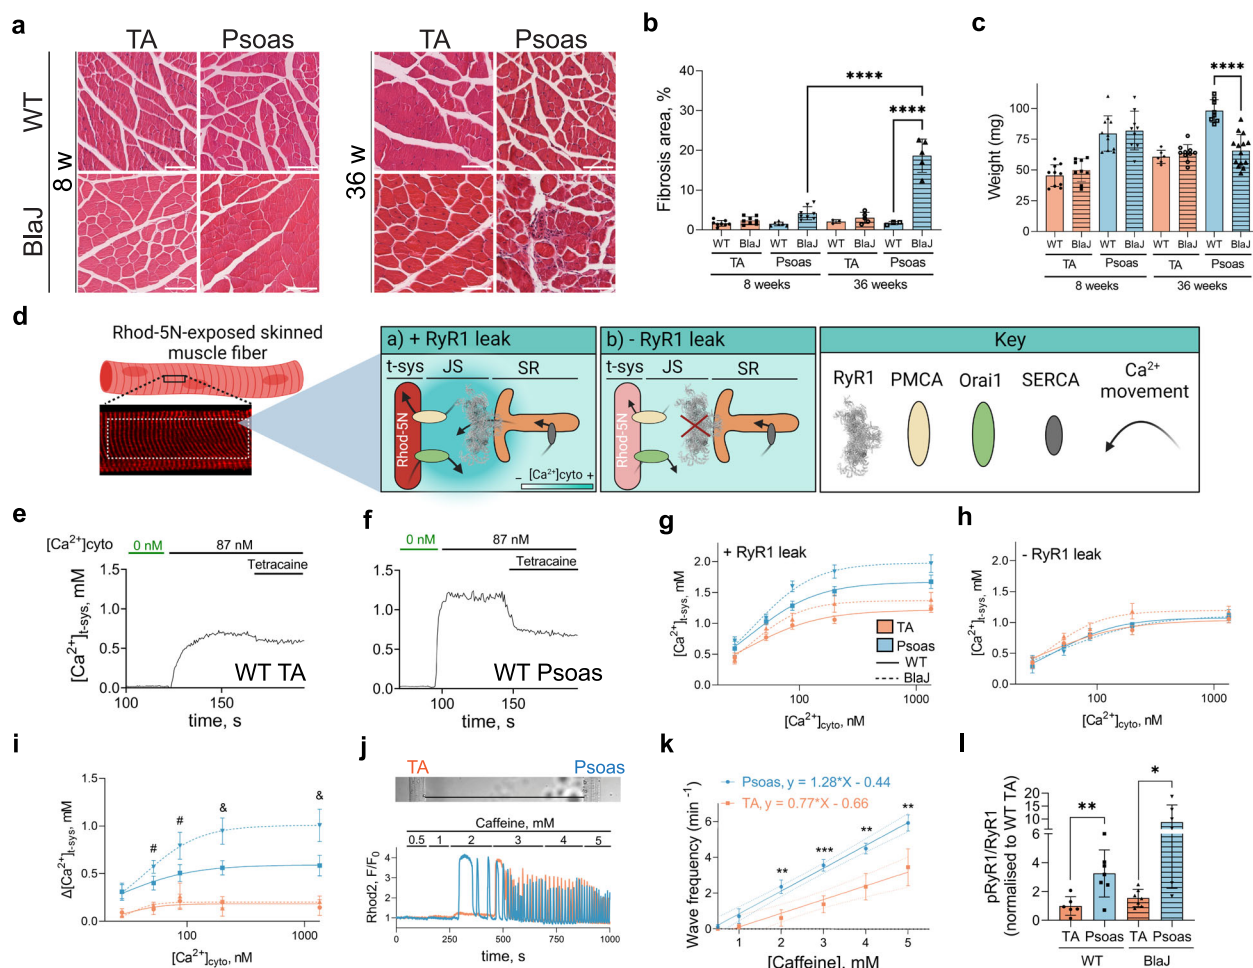 a
TA
Psoas
TA
Psoas
WT
BlaJ
8 w
36 w
b
Fibrosis area, %
40
30
20
10
0
****
****
WT
BlaJ
WT
BlaJ
WT
BlaJ
WT
BlaJ
TA
Psoas
TA
Psoas
8 weeks
36 weeks
c
Weight (mg)
100
75
50
25
0
****
WT
BlaJ
WT
BlaJ
WT
BlaJ
WT
BlaJ
TA
Psoas
TA
Psoas
8 weeks
36 weeks
d
Rhod-5N-exposed skinned
muscle fiber
a) + RyR1 leak
t-sys
JS
SR
Rhod-5N
– [Ca²⁺]cyto +
b) - RyR1 leak
t-sys
JS
SR
Rhod-5N
Key
RyR1
PMCA
Orai1
SERCA
Ca²⁺
movement
e
[Ca²⁺]cyto
0 nM
87 nM
Tetracaine
[Ca²⁺]t-sys, mM
1.5
1.0
0.5
0.0
WT TA
100
150
time, s
f
0 nM
87 nM
Tetracaine
1.5
1.0
0.5
0.0
WT Psoas
100
150
time, s
g
+ RyR1 leak
[Ca²⁺]t-sys, mM
2.0
1.5
1.0
0.5
0.0
TA
Psoas
WT
BlaJ
100
1000
[Ca²⁺]cyto, nM
h
- RyR1 leak
[Ca²⁺]t-sys, mM
2.0
1.5
1.0
0.5
0.0
100
1000
[Ca²⁺]cyto, nM
i
Δ[Ca²⁺]t-sys, mM
1.5
1.0
0.5
0.0
#
#
&
&
100
1000
[Ca²⁺]cyto, nM
j
TA
Psoas
Caffeine, mM
0.5
1
2
3
4
5
Rhod2, F/F₀
4
3
2
1
0
250
500
750
1000
time, s
k
Psoas, y = 1.28*X - 0.44
TA, y = 0.77*X - 0.66
Wave frequency (min⁻¹)
6
4
2
0
**
***
**
**
1
2
3
4
5
[Caffeine], mM
l
pRyR1/RyR1
(normalised to WT TA)
20
15
10
6
4
2
0
**
*
TA
Psoas
TA
Psoas
WT
BlaJ